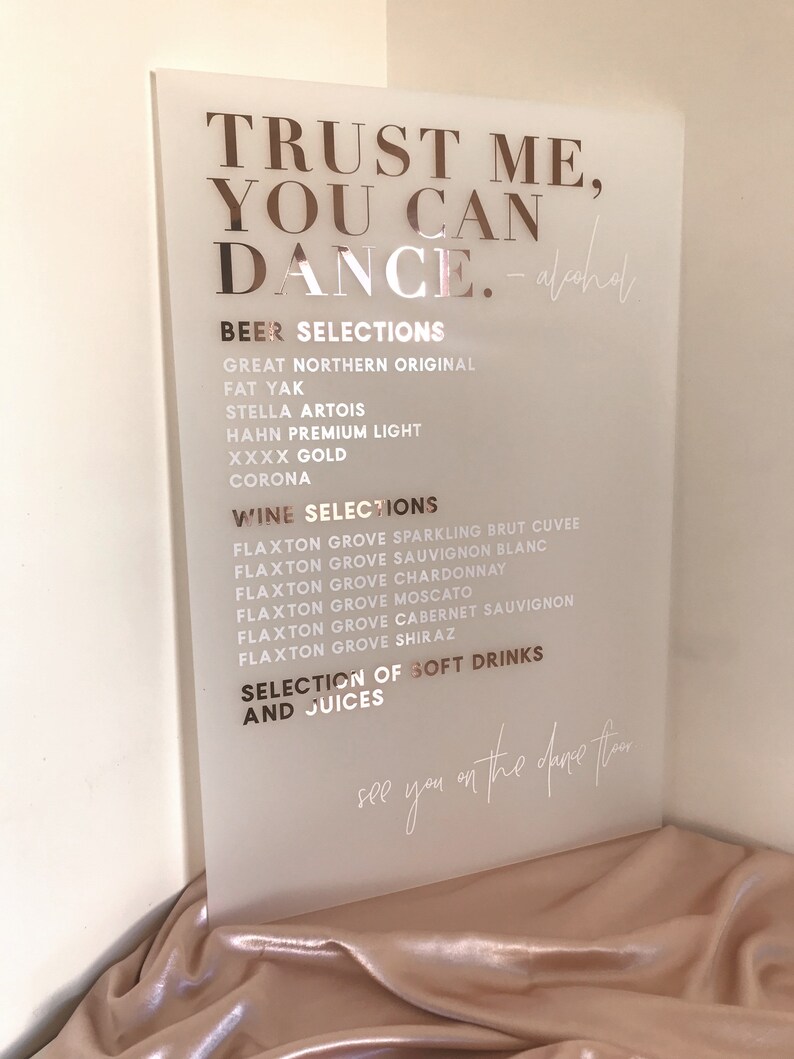 TRUST ME,
YOU CAN
DANCE. - alcohol
BEER SELECTIONS
GREAT NORTHERN ORIGINAL
FAT YAK
STELLA ARTOIS
HAHN PREMIUM LIGHT
XXXX GOLD
CORONA
WINE SELECTIONS
FLAXTON GROVE SPARKLING BRUT CUVEE
FLAXTON GROVE SAUVIGNON BLANC
FLAXTON GROVE CHARDONNAY
FLAXTON GROVE MOSCATO
FLAXTON GROVE CABERNET SAUVIGNON
FLAXTON GROVE SHIRAZ
SELECTION OF SOFT DRINKS
AND JUICES
see you on the dance floor